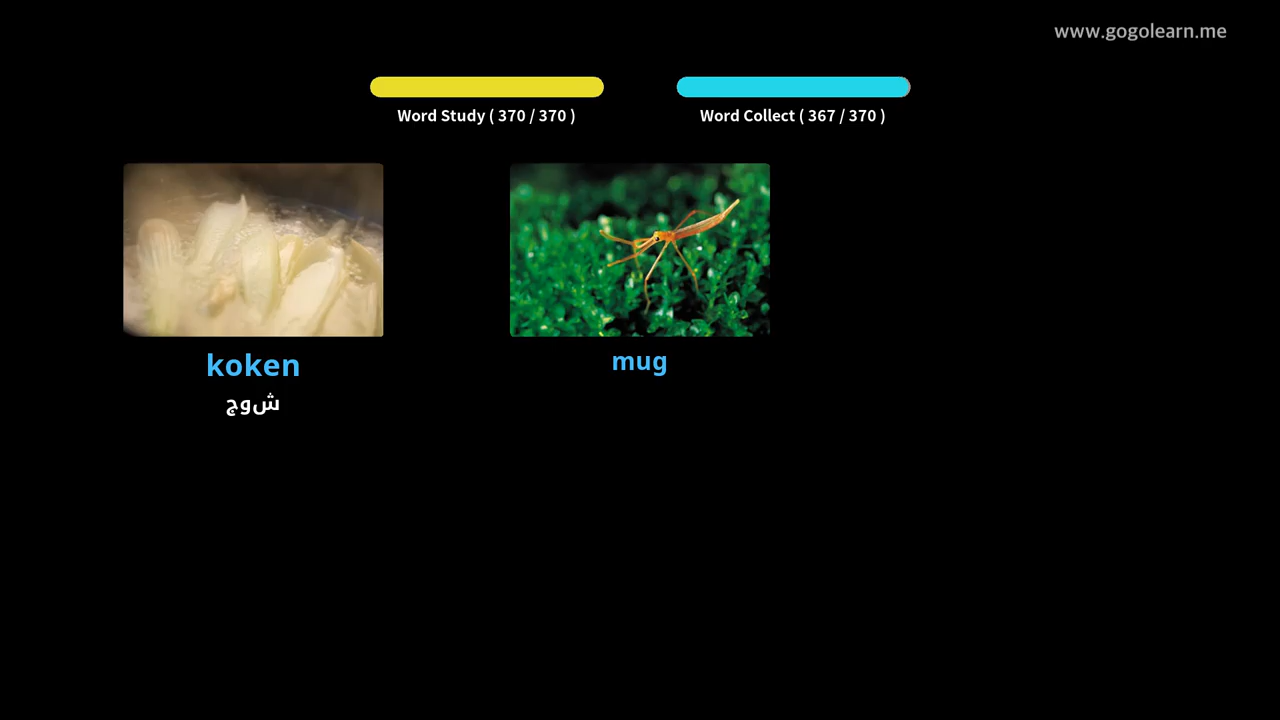 www.gogolearn.me
Word Study ( 370 / 370 )
Word Collect ( 367 / 370 )
koken
mug
شوج